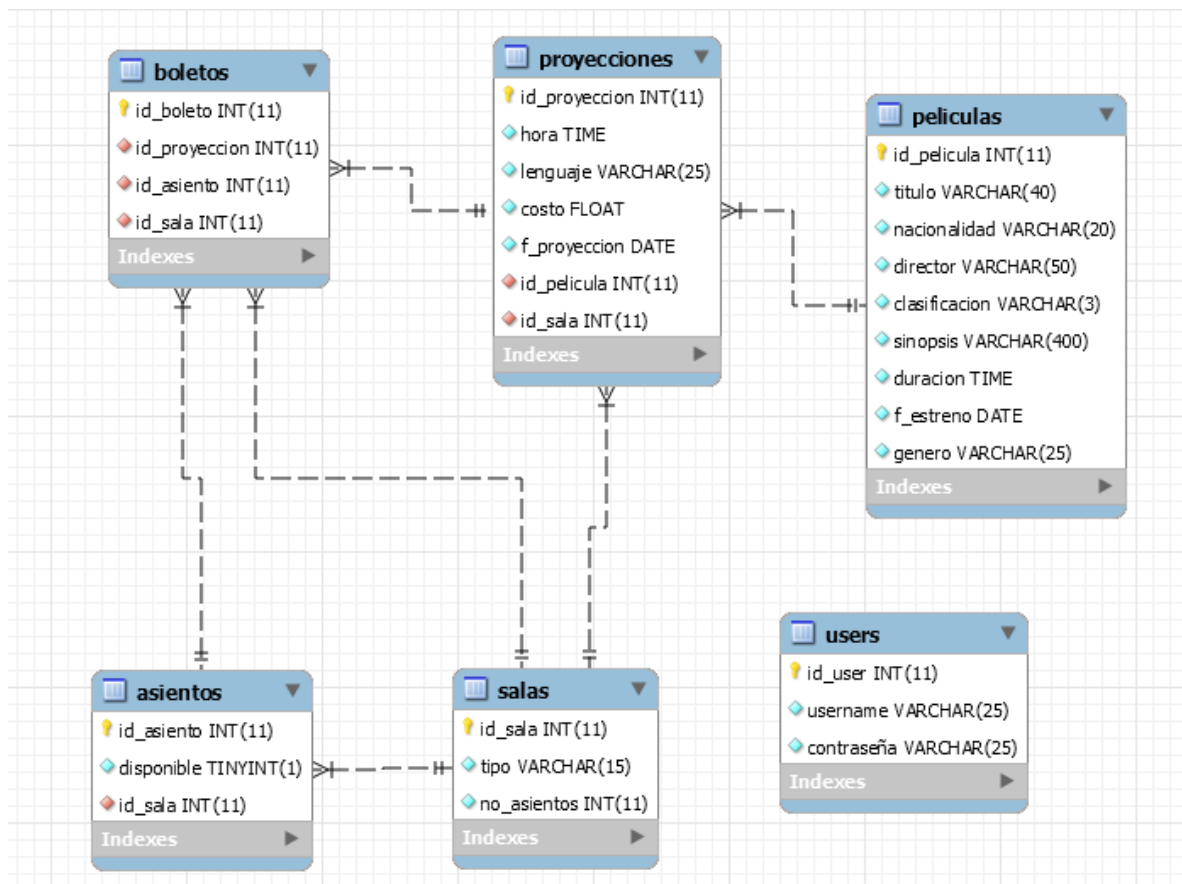 boletos
id_boleto INT(11)
id_proyeccion INT(11)
id_asiento INT(11)
id_sala INT(11)
Indexes
proyecciones
id_proyeccion INT(11)
hora TIME
lenguaje VARCHAR(25)
costo FLOAT
f_proyeccion DATE
id_pelicula INT(11)
id_sala INT(11)
Indexes
peliculas
id_pelicula INT(11)
titulo VARCHAR(40)
nacionalidad VARCHAR(20)
director VARCHAR(50)
clasificacion VARCHAR(3)
sinopsis VARCHAR(400)
duracion TIME
f_estreno DATE
genero VARCHAR(25)
Indexes
asientos
id_asiento INT(11)
disponible TINYINT(1)
id_sala INT(11)
Indexes
salas
id_sala INT(11)
tipo VARCHAR(15)
no_asientos INT(11)
Indexes
users
id_user INT(11)
username VARCHAR(25)
contraseña VARCHAR(25)
Indexes